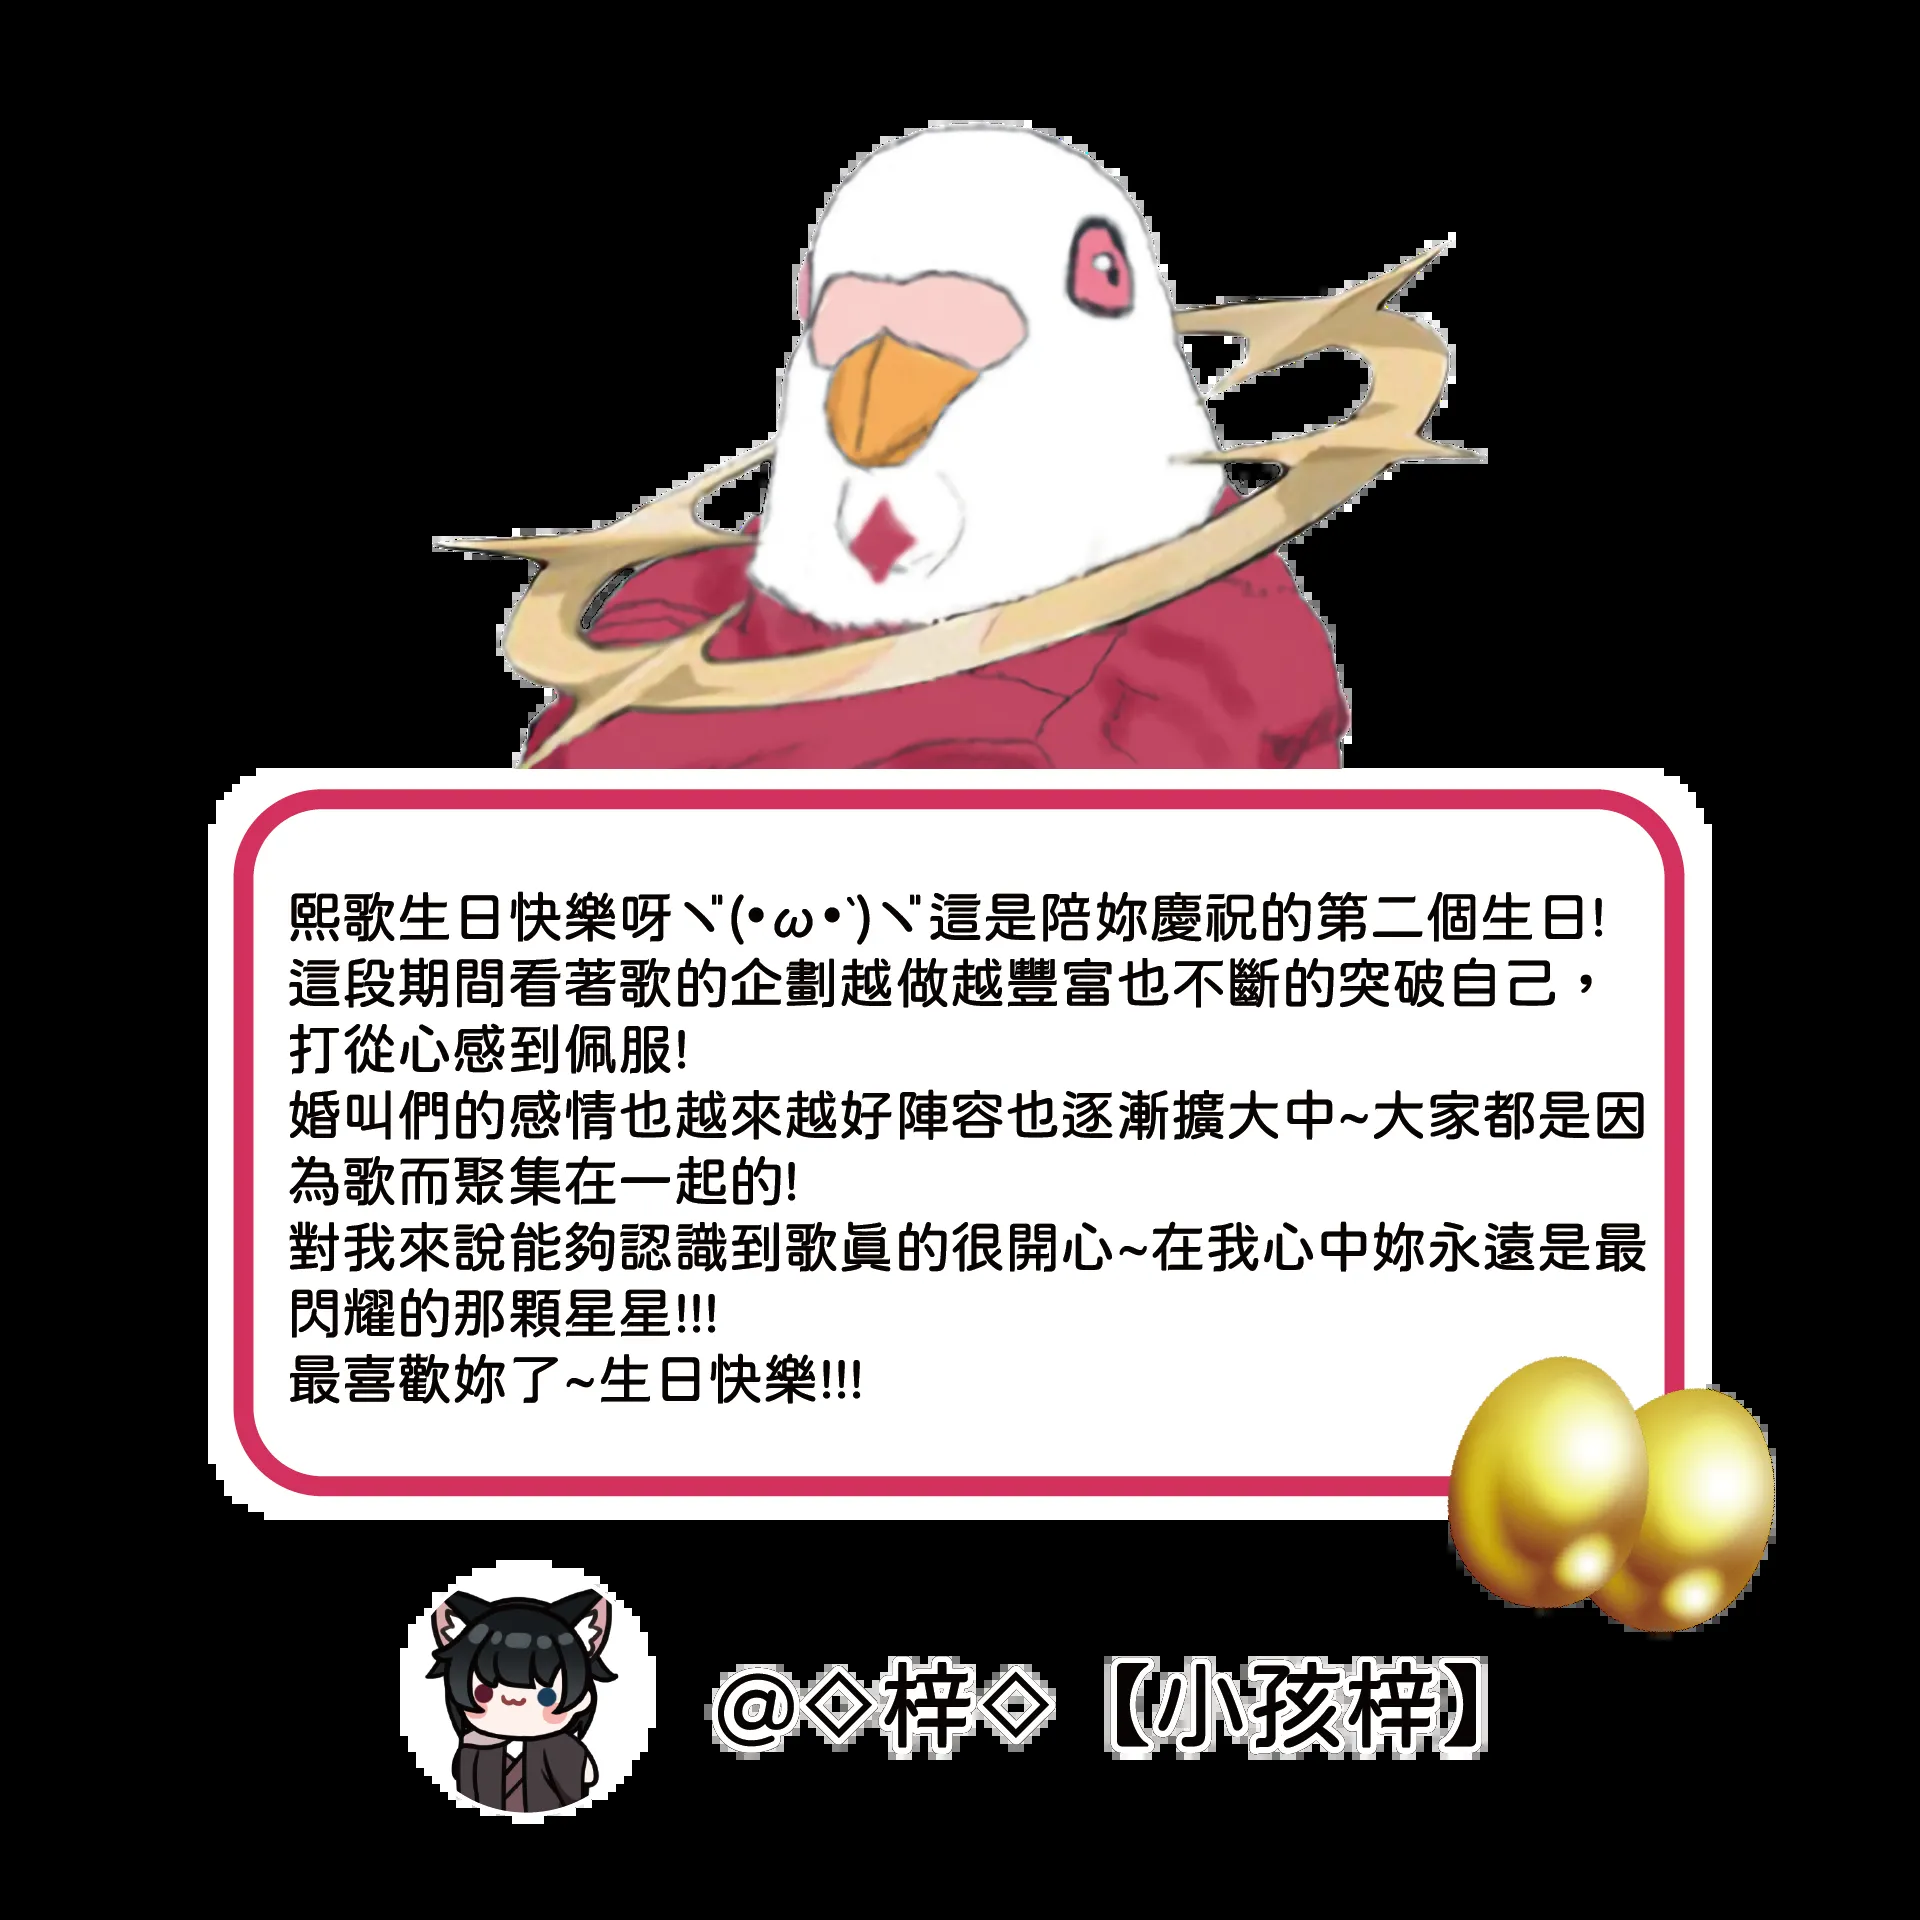 熙歌生日快樂呀ヾ(•ω•`)ヾ這是陪妳慶祝的第二個生日!
這段期間看著歌的企劃越做越豐富也不斷的突破自己，
打從心感到佩服!
婚叫們的感情也越來越好陣容也逐漸擴大中~大家都是因
為歌而聚集在一起的!
對我來說能夠認識到歌眞的很開心~在我心中妳永遠是最
閃耀的那顆星星!!!
最喜歡妳了~生日快樂!!!
@◇梓◇【小孩梓】